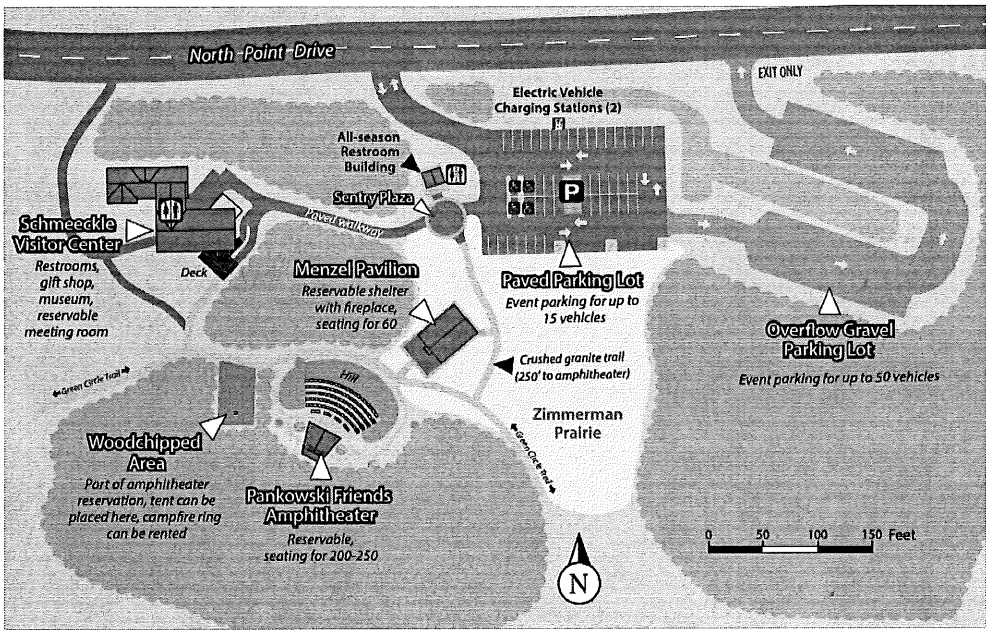 North Point Drive
EXIT ONLY
Electric Vehicle
Charging Stations (2)
All-season
Restroom
Building
Sentry Plaza
P
Paved walkway
Schmeeckle
Visitor Center
Restrooms,
gift shop,
museum,
reservable
meeting room
Deck
Menzel Pavilion
Reservable shelter
with fireplace,
seating for 60
Paved Parking Lot
Event parking for up to
15 vehicles
Overflow Gravel
Parking Lot
Event parking for up to 50 vehicles
Crushed granite trail
(250' to amphitheater)
Green Circle Trail
Hill
Zimmerman
Prairie
Green Circle Trail
Woodchipped
Area
Part of amphitheater
reservation, tent can be
placed here, campfire ring
can be rented
Pankowski Friends
Amphitheater
Reservable,
seating for 200-250
0 50 100 150 Feet
N